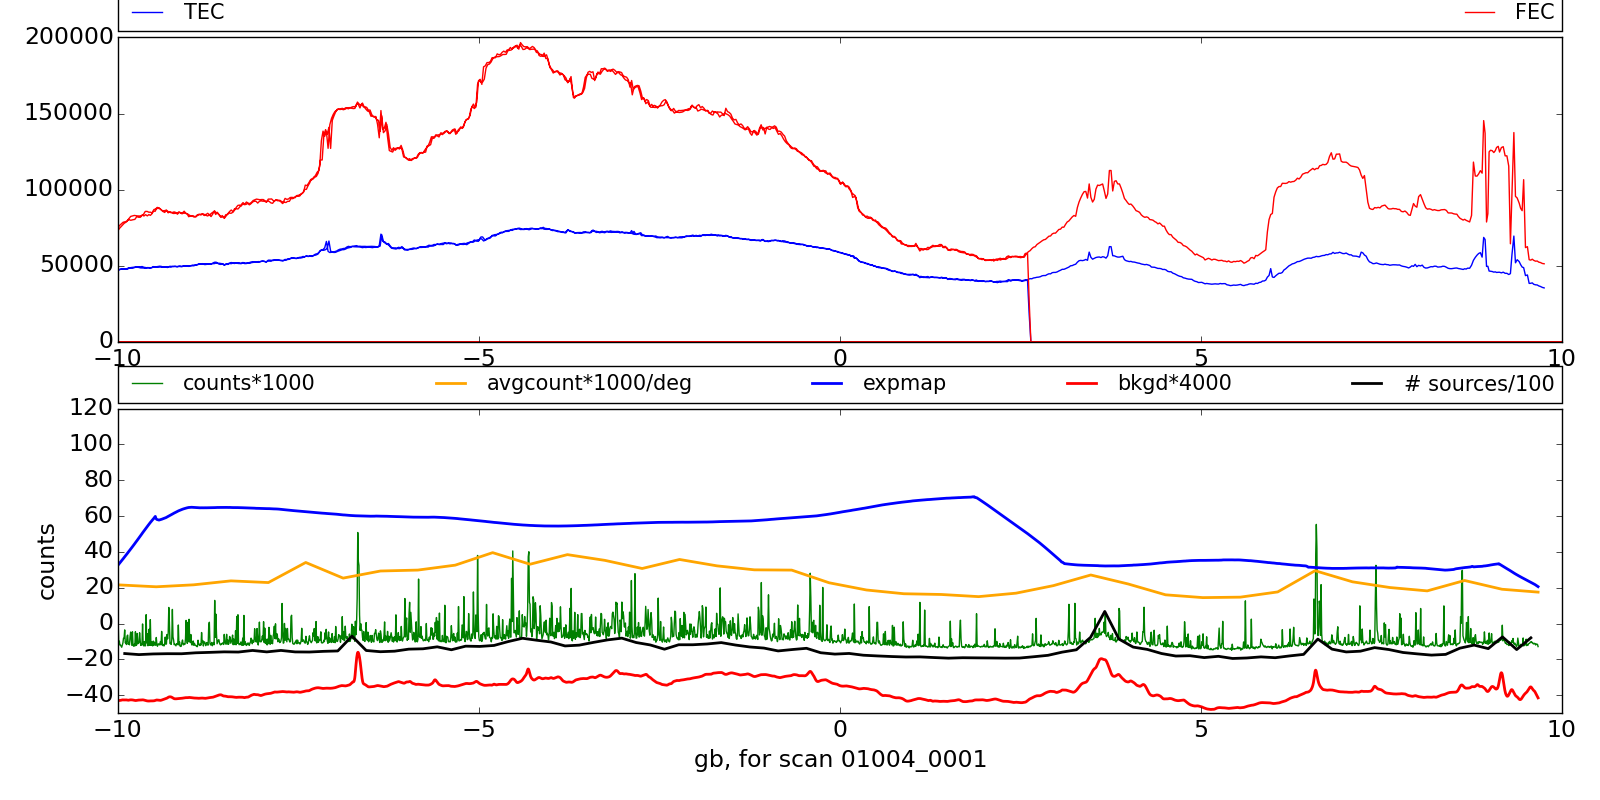 TEC FEC
200000
150000
100000
50000
0
−10 −5 0 5 10
counts*1000 avgcount*1000/deg expmap bkgd*4000 # sources/100
120
100
80
60
40
20
0
−20
−40
counts
−10 −5 0 5 10
gb, for scan 01004_0001